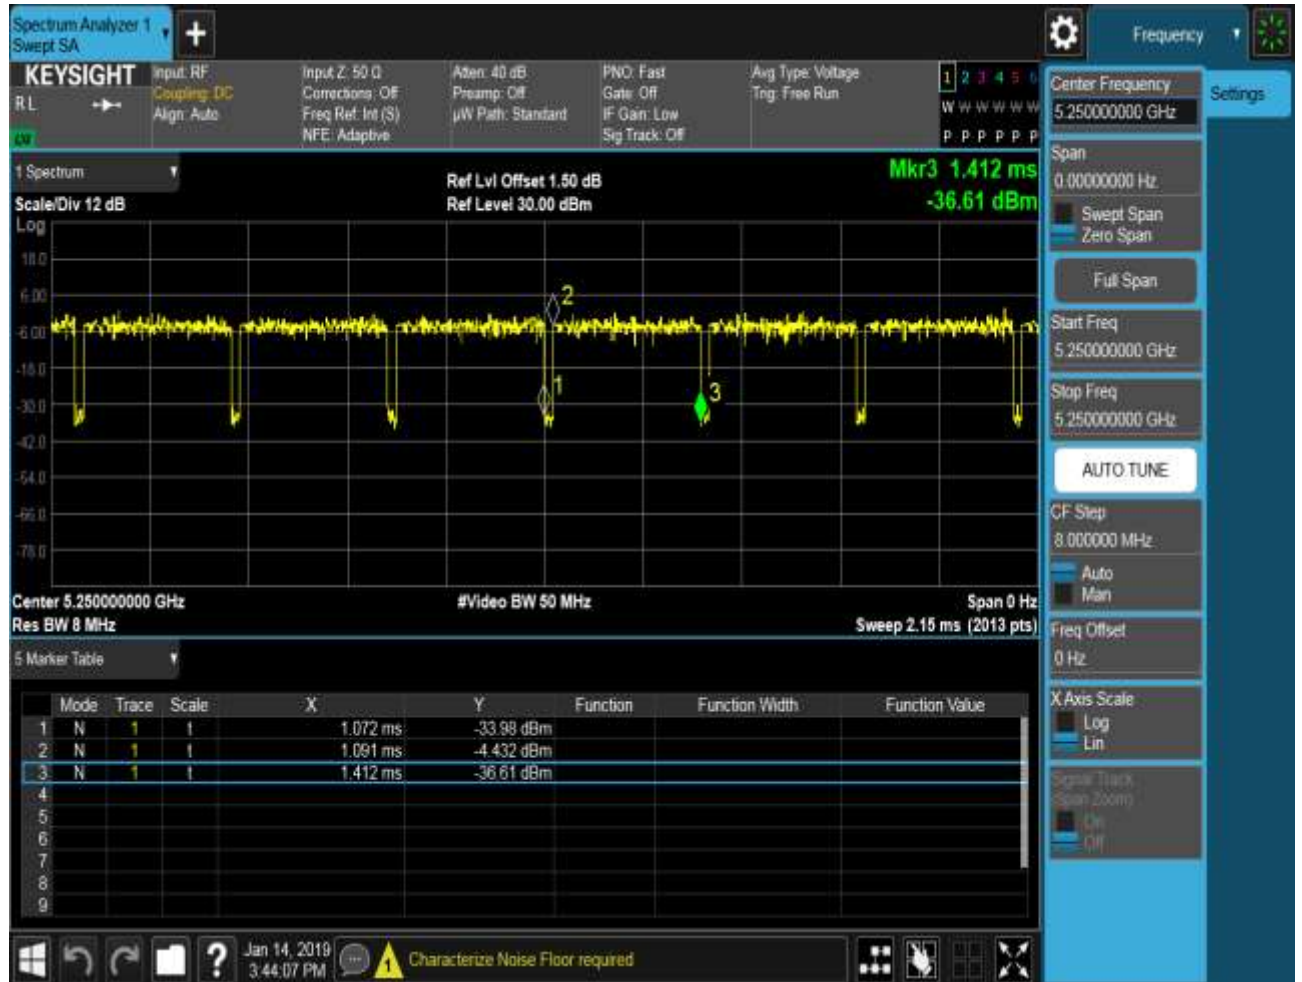 Spectrum Analyzer 1
Swept SA
+
Frequency
KEYSIGHT
RL
Input: RF
Coupling: DC
Align: Auto
Input Z: 50 Ω
Corrections: Off
Freq Ref: Int (S)
NFE: Adaptive
Atten: 40 dB
Preamp: Off
µW Path: Standard
PNO: Fast
Gate: Off
IF Gain: Low
Sig Track: Off
Avg Type: Voltage
Trig: Free Run
1 2 3 4 5 6
W W W W W W
P P P P P P
1 Spectrum
Scale/Div 12 dB
Ref Lvl Offset 1.50 dB
Ref Level 30.00 dBm
Mkr3 1.412 ms
-36.61 dBm
Log
18.0
6.00
-6.00
-18.0
-30.0
-42.0
-54.0
-66.0
-78.0
2
1
3
Center 5.250000000 GHz
#Video BW 50 MHz
Span 0 Hz
Res BW 8 MHz
Sweep 2.15 ms (2013 pts)
5 Marker Table
Mode Trace Scale X Y Function Function Width Function Value
1 N 1 t 1.072 ms -33.98 dBm
2 N 1 t 1.091 ms -4.432 dBm
3 N 1 t 1.412 ms -36.61 dBm
4
5
6
7
8
9
Jan 14, 2019
3:44:07 PM
?
1
Characterize Noise Floor required
Center Frequency
5.250000000 GHz
Settings
Span
0.00000000 Hz
Swept Span
Zero Span
Full Span
Start Freq
5.250000000 GHz
Stop Freq
5.250000000 GHz
AUTO TUNE
CF Step
8.000000 MHz
Auto
Man
Freq Offset
0 Hz
X Axis Scale
Log
Lin
Signal Track
(Span Zoom)
On
Off